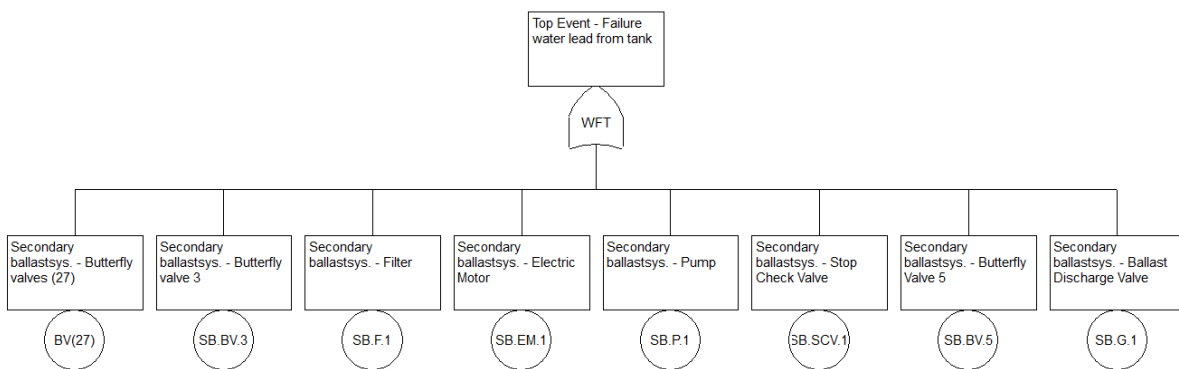 Top Event - Failure
water lead from tank
WFT
Secondary
ballastsys. - Butterfly
valves (27)
Secondary
ballastsys. - Butterfly
valve 3
Secondary
ballastsys. - Filter
Secondary
ballastsys. - Electric
Motor
Secondary
ballastsys. - Pump
Secondary
ballastsys. - Stop
Check Valve
Secondary
ballastsys. - Butterfly
Valve 5
Secondary
ballastsys. - Ballast
Discharge Valve
BV(27)
SB.BV.3
SB.F.1
SB.EM.1
SB.P.1
SB.SCV.1
SB.BV.5
SB.G.1